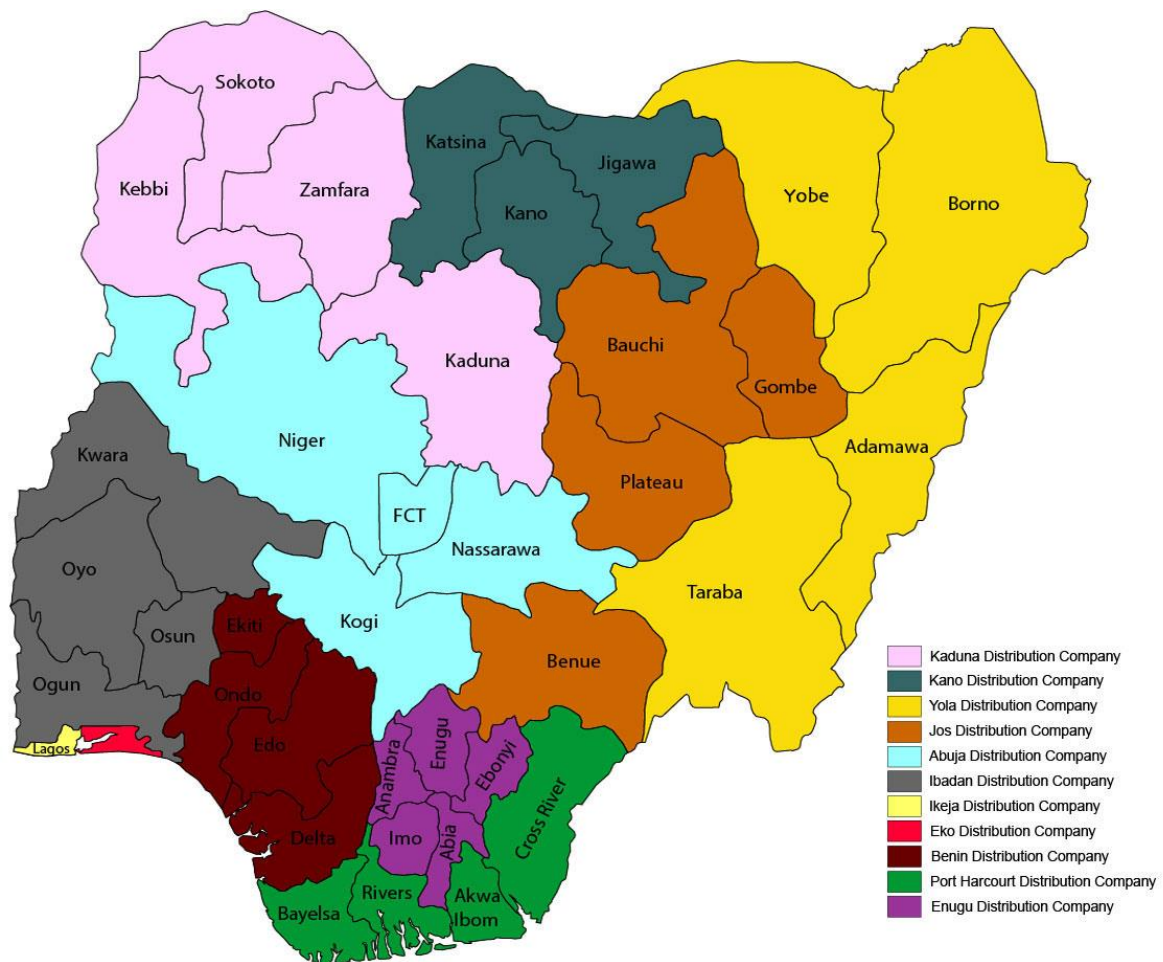 Sokoto
Katsina
Jigawa
Kebbi
Zamfara
Kano
Yobe
Borno
Bauchi
Kaduna
Gombe
Niger
Adamawa
Kwara
Plateau
FCT
Nassarawa
Oyo
Taraba
Kogi
Ekiti
Osun
Benue
Ogun
Ondo
Lagos
Edo
Anambra
Enugu
Ebonyi
Cross River
Delta
Imo
Abia
Rivers
Akwa
Ibom
Bayelsa
Kaduna Distribution Company
Kano Distribution Company
Yola Distribution Company
Jos Distribution Company
Abuja Distribution Company
Ibadan Distribution Company
Ikeja Distribution Company
Eko Distribution Company
Benin Distribution Company
Port Harcourt Distribution Company
Enugu Distribution Company